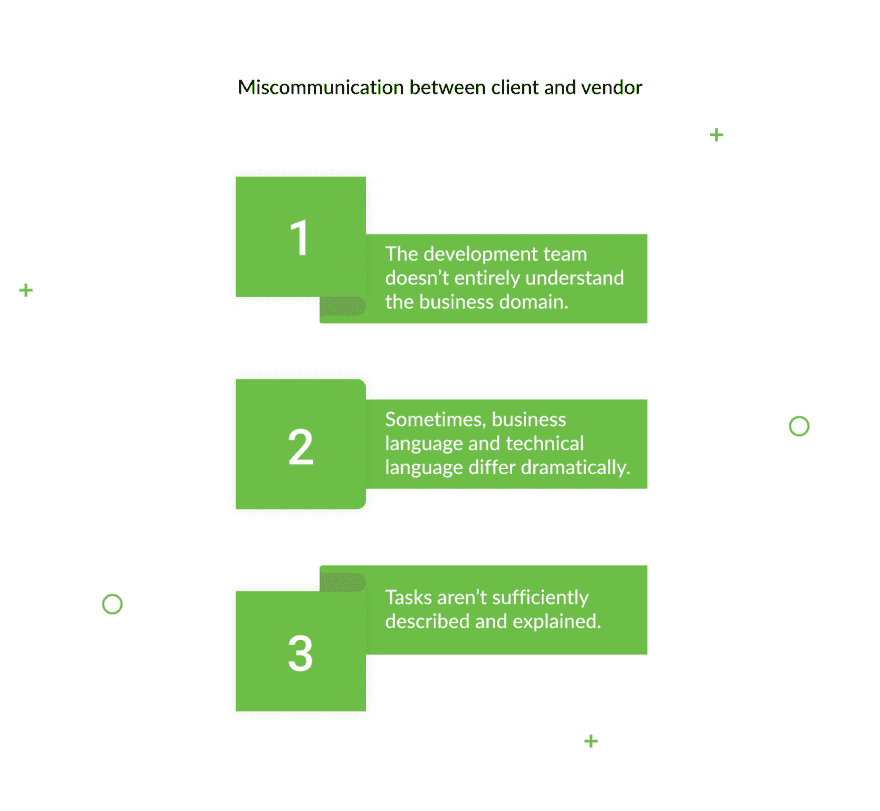 Miscommunication between client and vendor
1
The development team
doesn’t entirely understand
the business domain.
2
Sometimes, business
language and technical
language differ dramatically.
3
Tasks aren’t sufficiently
described and explained.